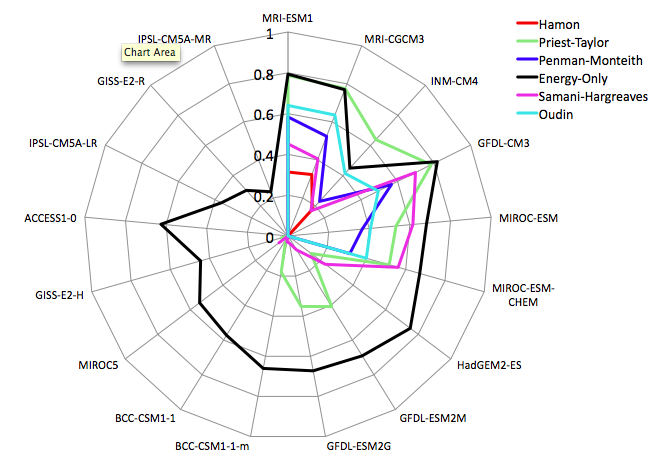 MRI-ESM1
IPSL-CM5A-MR
MRI-CGCM3
Chart Area
GISS-E2-R
INM-CM4
IPSL-CM5A-LR
GFDL-CM3
ACCESS1-0
MIROC-ESM
GISS-E2-H
MIROC-ESM-
CHEM
MIROC5
HadGEM2-ES
BCC-CSM1-1
GFDL-ESM2M
BCC-CSM1-1-m
GFDL-ESM2G
1
0.8
0.6
0.4
0.2
0
Hamon
Priest-Taylor
Penman-Monteith
Energy-Only
Samani-Hargreaves
Oudin